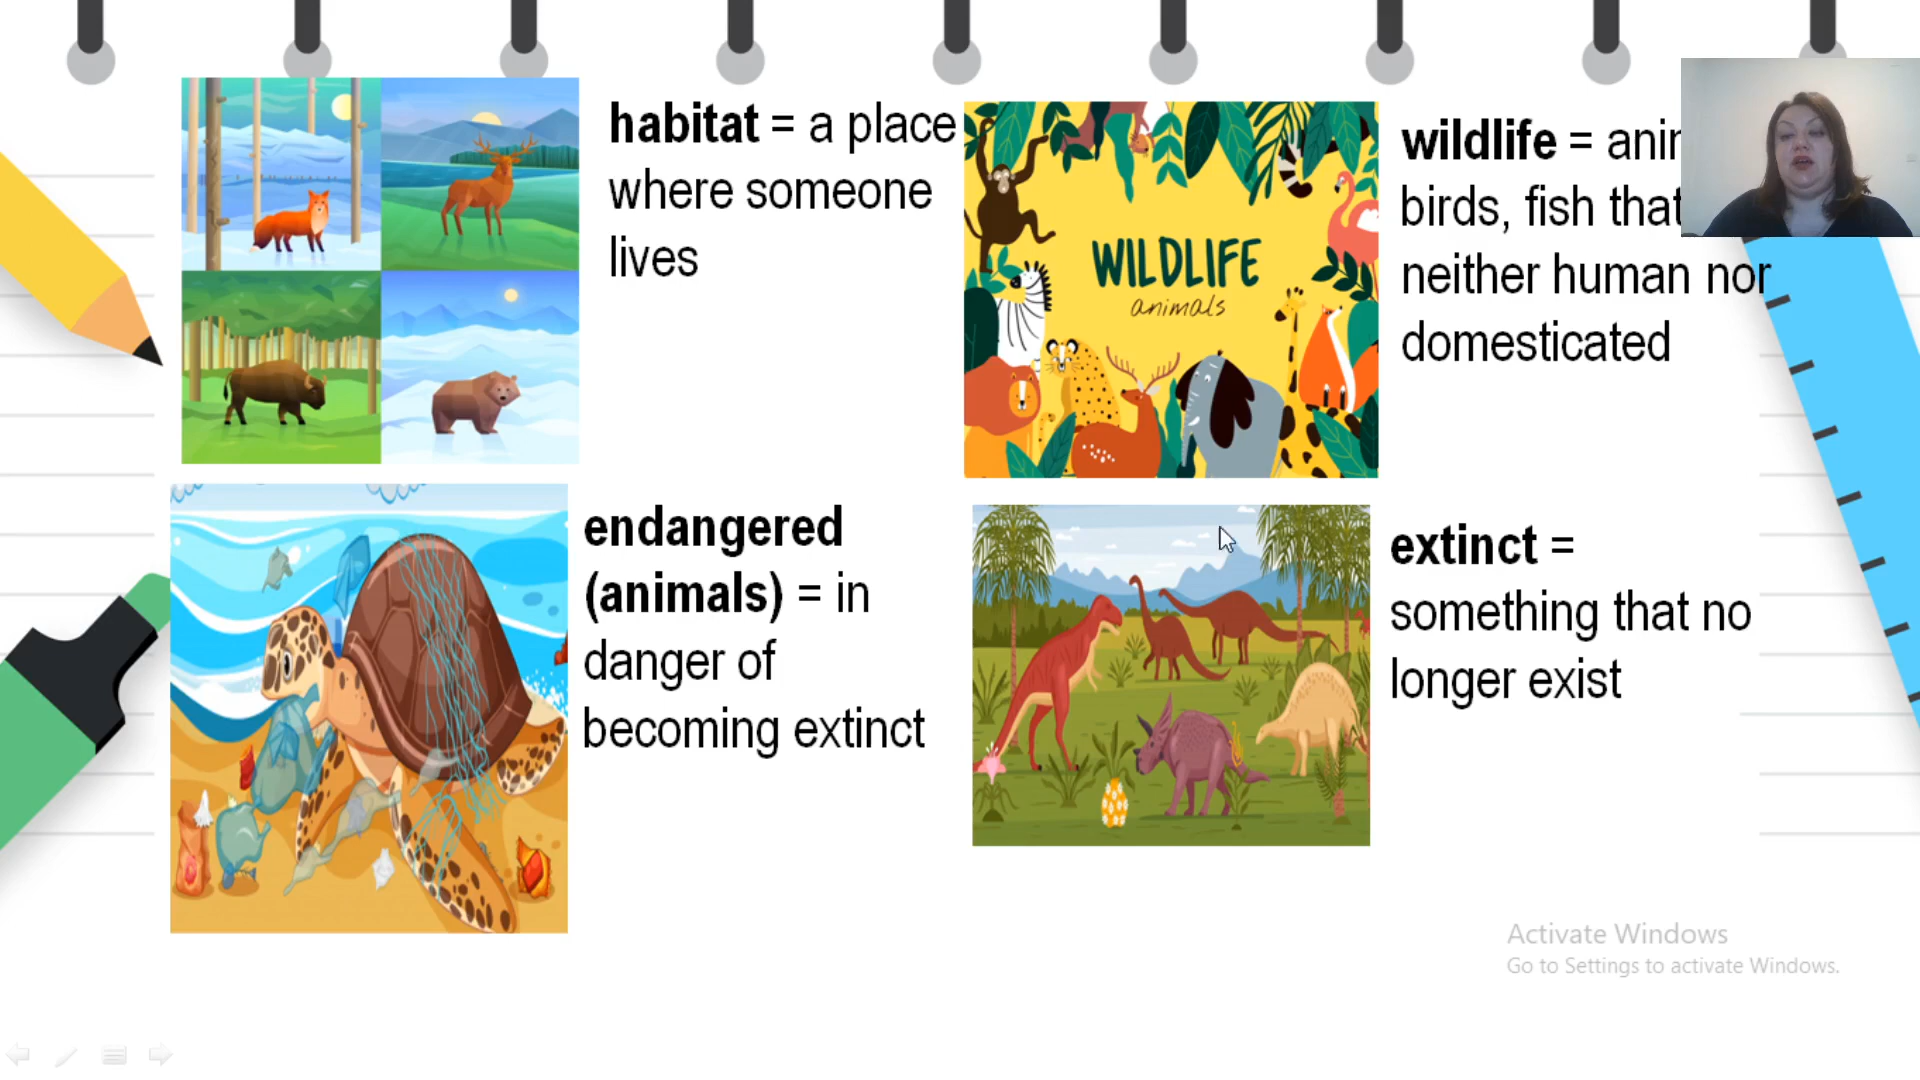 habitat = a place
where someone
lives
WILDLIFE
animals
wildlife =
birds, fish that
neither human nor
domesticated
endangered
(animals) = in
danger of
becoming extinct
extinct =
something that no
longer exist
Activate Windows
Go to Settings to activate Windows.